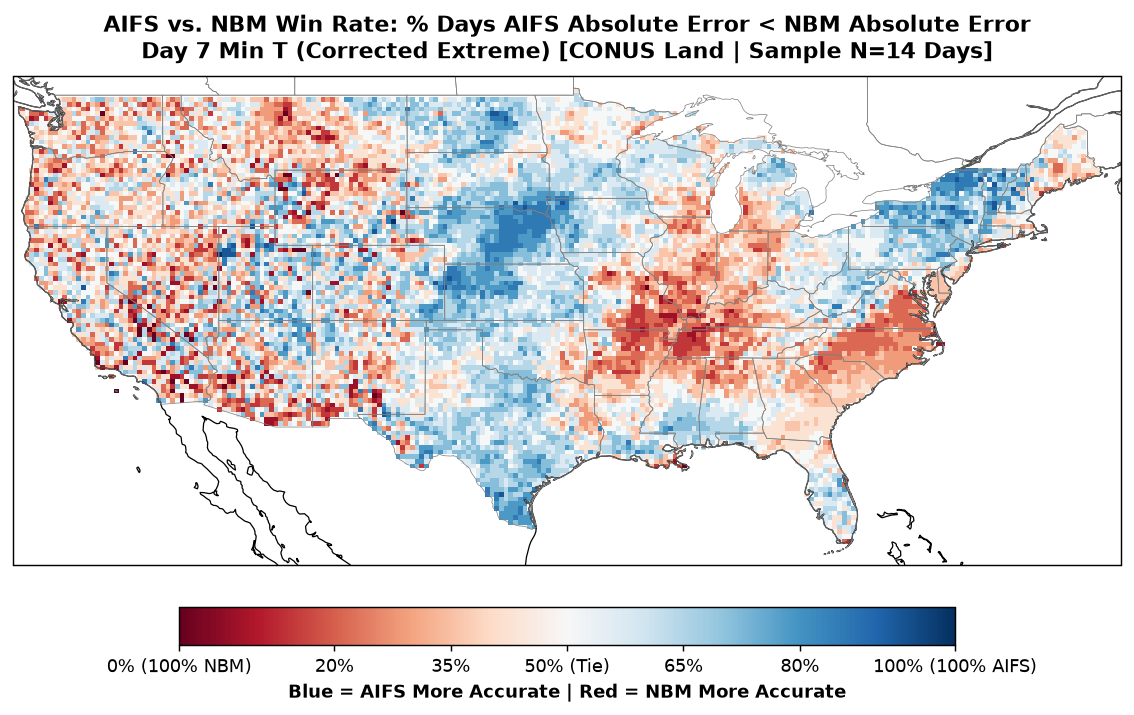 AIFS vs. NBM Win Rate: % Days AIFS Absolute Error < NBM Absolute Error
Day 7 Min T (Corrected Extreme) [CONUS Land | Sample N=14 Days]
0% (100% NBM) 20% 35% 50% (Tie) 65% 80% 100% (100% AIFS)
Blue = AIFS More Accurate | Red = NBM More Accurate